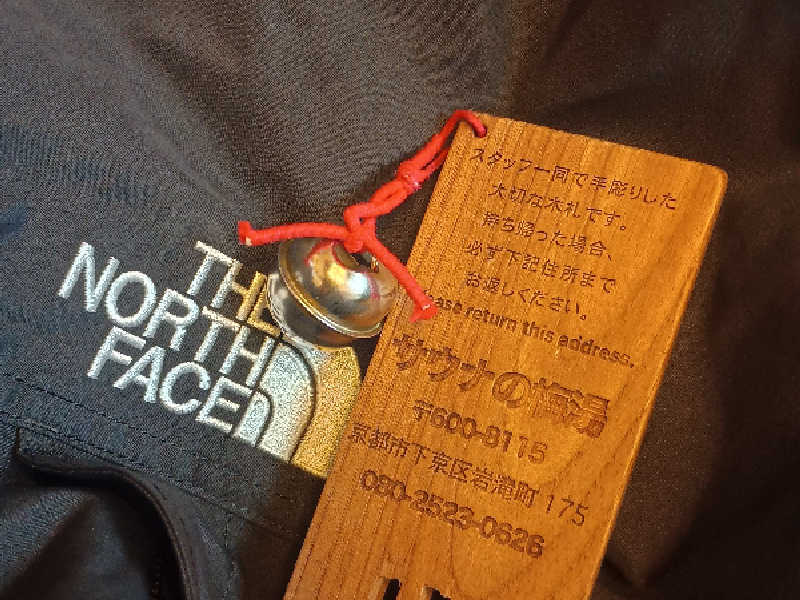 THE
NORTH
FACE
スタッフ一同で手彫りした
大切な木札です。
持ち帰った場合、
必ず下記住所まで
お渡しください。
Please return this address.
サウナの梅湯
〒600-8115
京都市下京区岩滝町 175
080-2523-0626